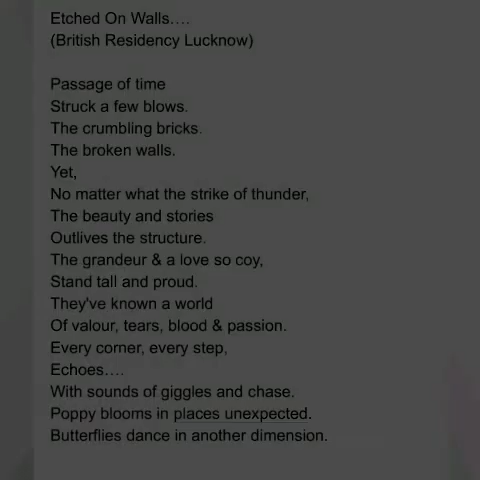 Etched On Walls….
(British Residency Lucknow)

Passage of time
Struck a few blows.
The crumbling bricks.
The broken walls.
Yet,
No matter what the strike of thunder,
The beauty and stories
Outlives the structure.
The grandeur & a love so coy,
Stand tall and proud.
They've known a world
Of valour, tears, blood & passion.
Every corner, every step,
Echoes….
With sounds of giggles and chase.
Poppy blooms in places unexpected.
Butterflies dance in another dimension.